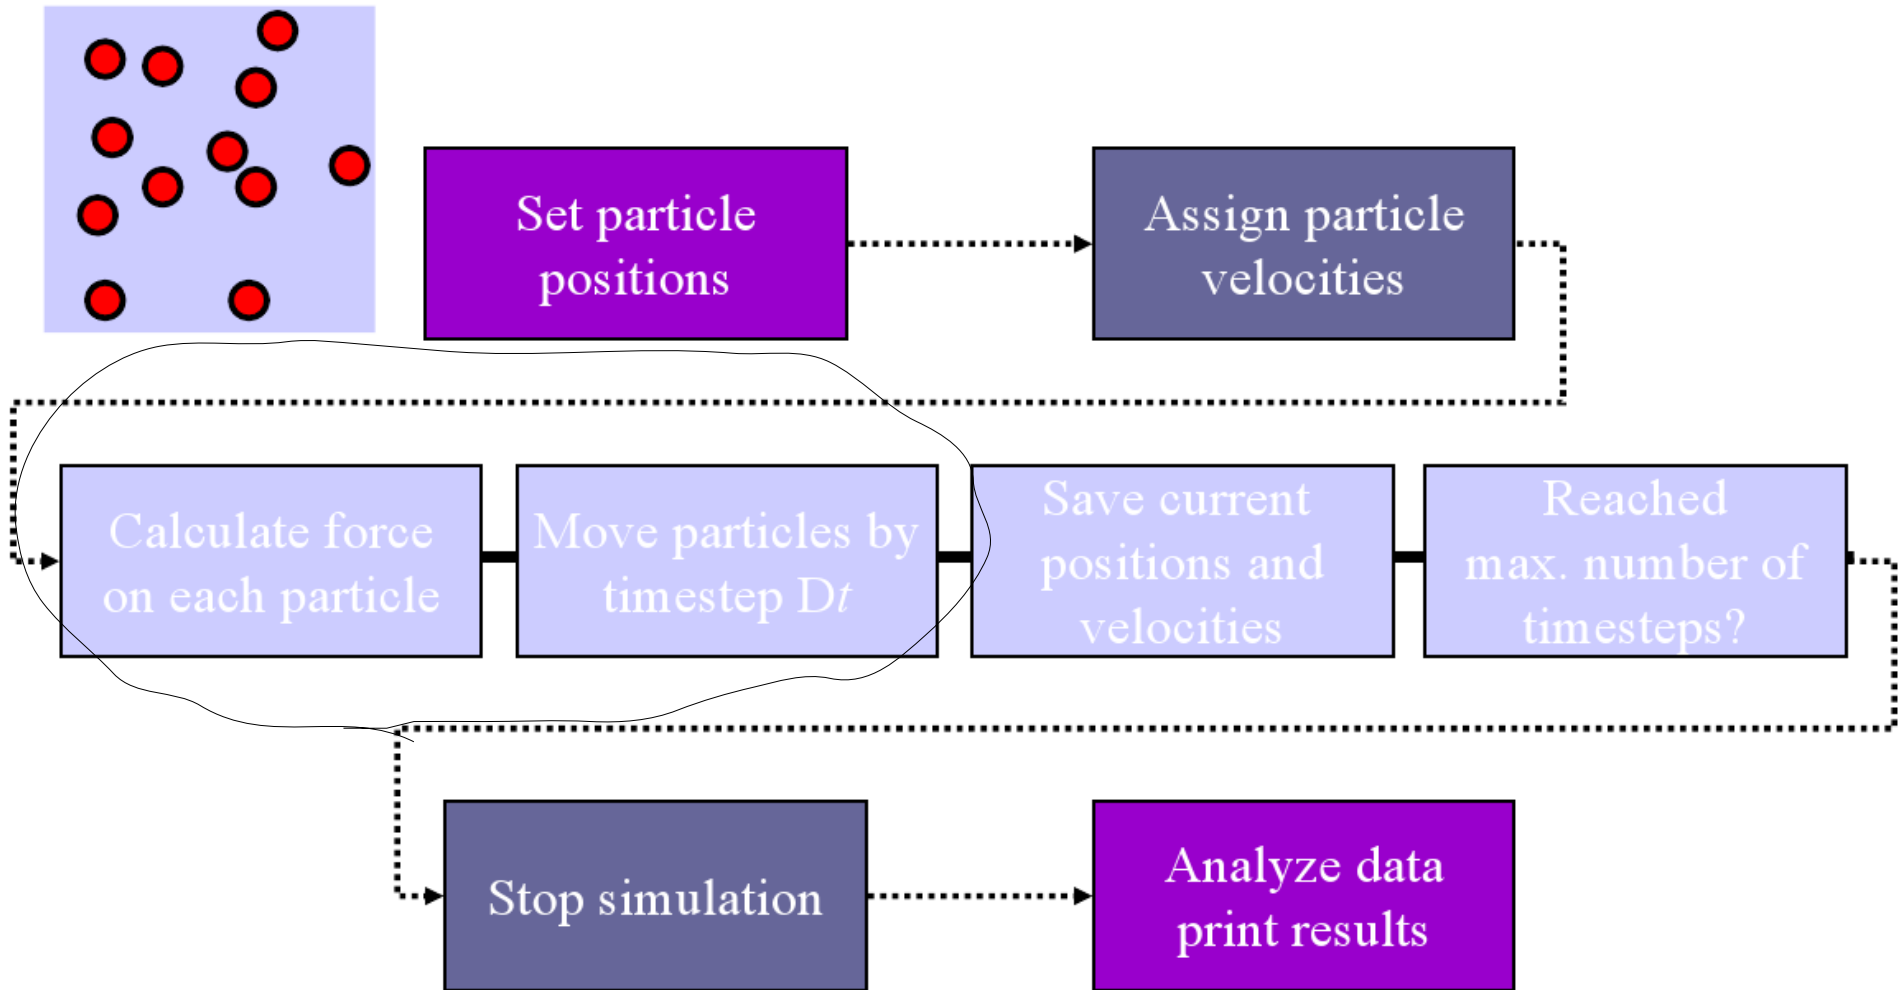 Set particle
positions
Assign particle
velocities
Calculate force
on each particle
Move particles by
timestep Dt
Save current
positions and
velocities
Reached
max. number of
timesteps?
Stop simulation
Analyze data
print results